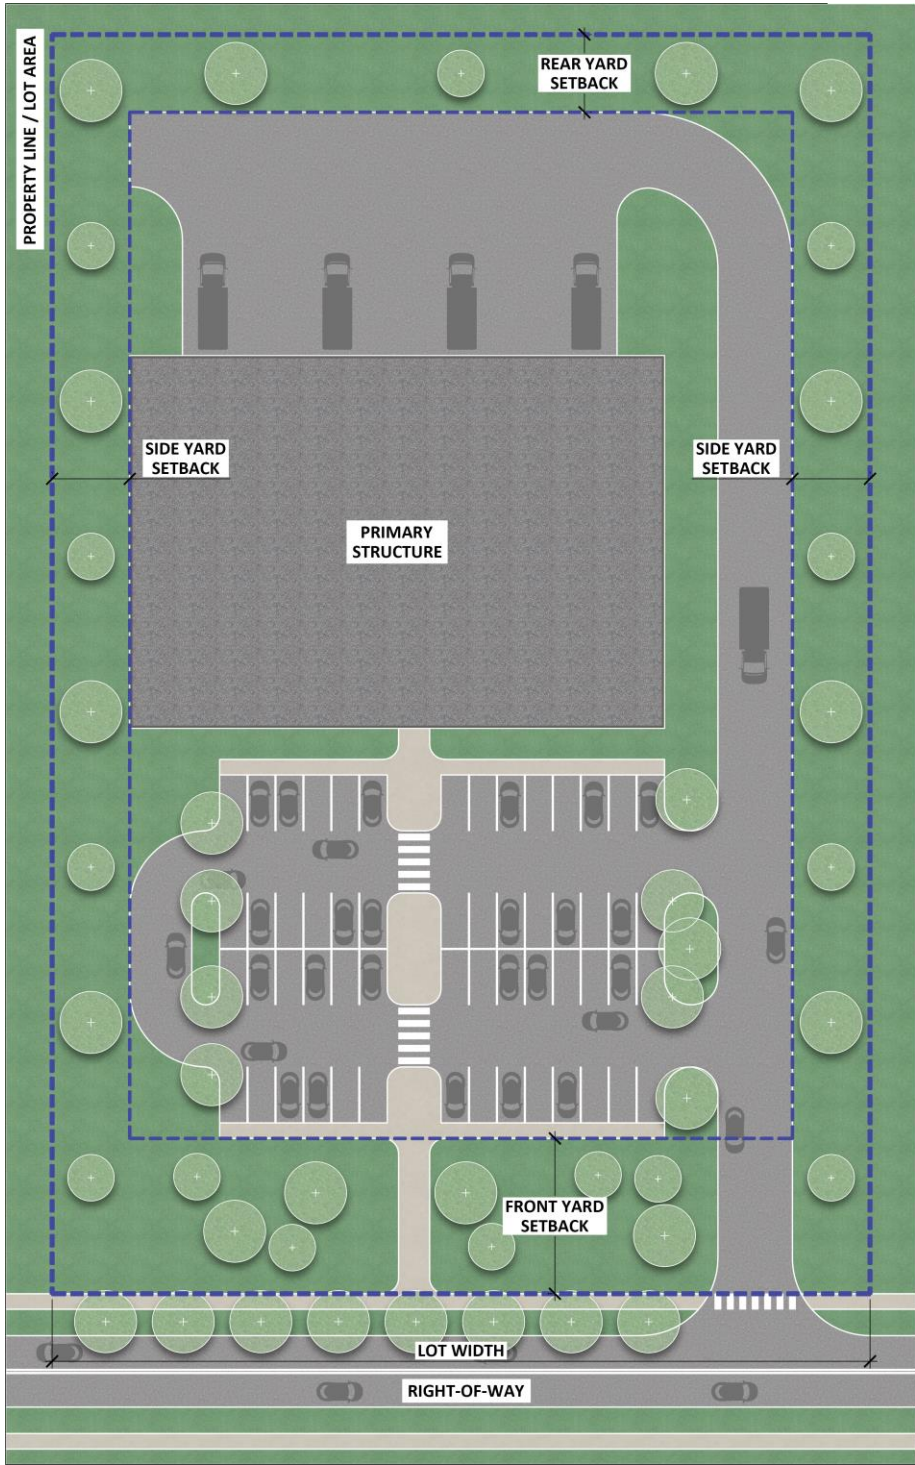 PROPERTY LINE / LOT AREA
REAR YARD
SETBACK
SIDE YARD
SETBACK
SIDE YARD
SETBACK
PRIMARY
STRUCTURE
FRONT YARD
SETBACK
LOT WIDTH
RIGHT-OF-WAY